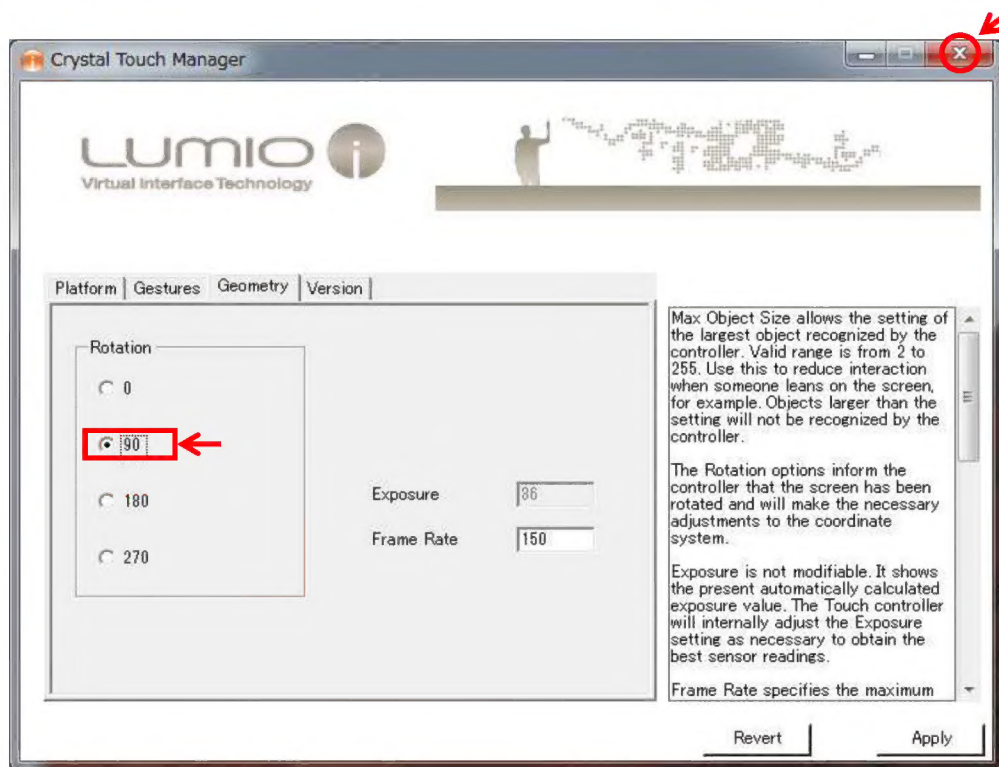 Crystal Touch Manager
LUMIO i
Virtual Interface Technology
Platform
Gestures
Geometry
Version
Rotation
0
90
180
270
Exposure 36
Frame Rate 150
Max Object Size allows the setting of
the largest object recognized by the
controller. Valid range is from 2 to
255. Use this to reduce interaction
when someone leans on the screen,
for example. Objects larger than the
setting will not be recognized by the
controller.
The Rotation options inform the
controller that the screen has been
rotated and will make the necessary
adjustments to the coordinate
system.
Exposure is not modifiable. It shows
the present automatically calculated
exposure value. The Touch controller
will internally adjust the Exposure
setting as necessary to obtain the
best sensor readings.
Frame Rate specifies the maximum
Revert
Apply